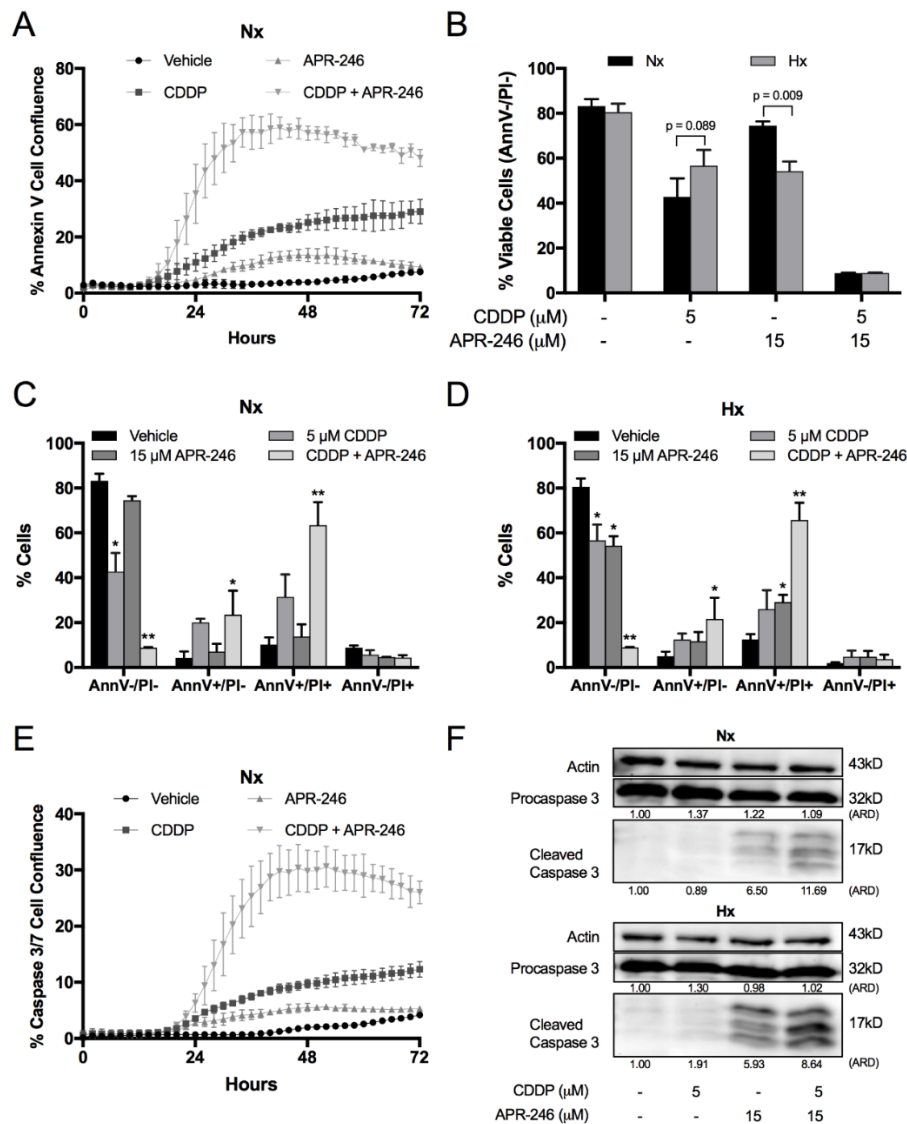 A
Nx
Vehicle
APR-246
CDDP
CDDP + APR-246
% Annexin V Cell Confluence
80
60
40
20
0
0 24 48 72
Hours
B
Nx Hx
% Viable Cells (AnnV-/PI-)
100
80
60
40
20
0
p = 0.089
p = 0.009
CDDP (μM) - 5 - 5
APR-246 (μM) - - 15 15
C
Nx
Vehicle
5 μM CDDP
15 μM APR-246
CDDP + APR-246
% Cells
100
80
60
40
20
0
*
**
*
**
AnnV-/PI- AnnV+/PI- AnnV+/PI+ AnnV-/PI+
D
Hx
Vehicle
5 μM CDDP
15 μM APR-246
CDDP + APR-246
% Cells
100
80
60
40
20
0
* *
**
*
*
**
AnnV-/PI- AnnV+/PI- AnnV+/PI+ AnnV-/PI+
E
Nx
Vehicle
APR-246
CDDP
CDDP + APR-246
% Caspase 3/7 Cell Confluence
40
30
20
10
0
0 24 48 72
Hours
F
Nx
Actin 43kD
Procaspase 3 32kD
1.00 1.37 1.22 1.09 (ARD)
Cleaved
Caspase 3
17kD
1.00 0.89 6.50 11.69 (ARD)
Hx
Actin 43kD
Procaspase 3 32kD
1.00 1.30 0.98 1.02 (ARD)
Cleaved
Caspase 3
17kD
1.00 1.91 5.93 8.64 (ARD)
CDDP (μM) - 5 - 5
APR-246 (μM) - - 15 15